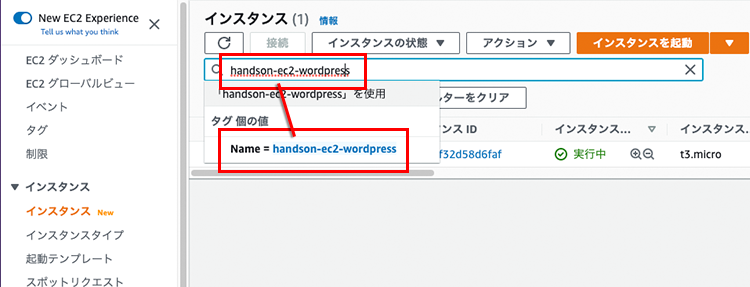 New EC2 Experience
Tell us what you think
EC2 ダッシュボード
EC2 グローバルビュー
イベント
タグ
制限
インスタンス
インスタンス New
インスタンスタイプ
起動テンプレート
スポットリクエスト
インスタンス (1) 情報
接続 インスタンスの状態 アクション インスタンスを起動
handson-ec2-wordpress
「handson-ec2-wordpress」を使用
ルターをクリア
タグ 個の値
Name = handson-ec2-wordpress
タンス ID インスタンス... インスタンス...
f32d58d6faf 実行中 t3.micro